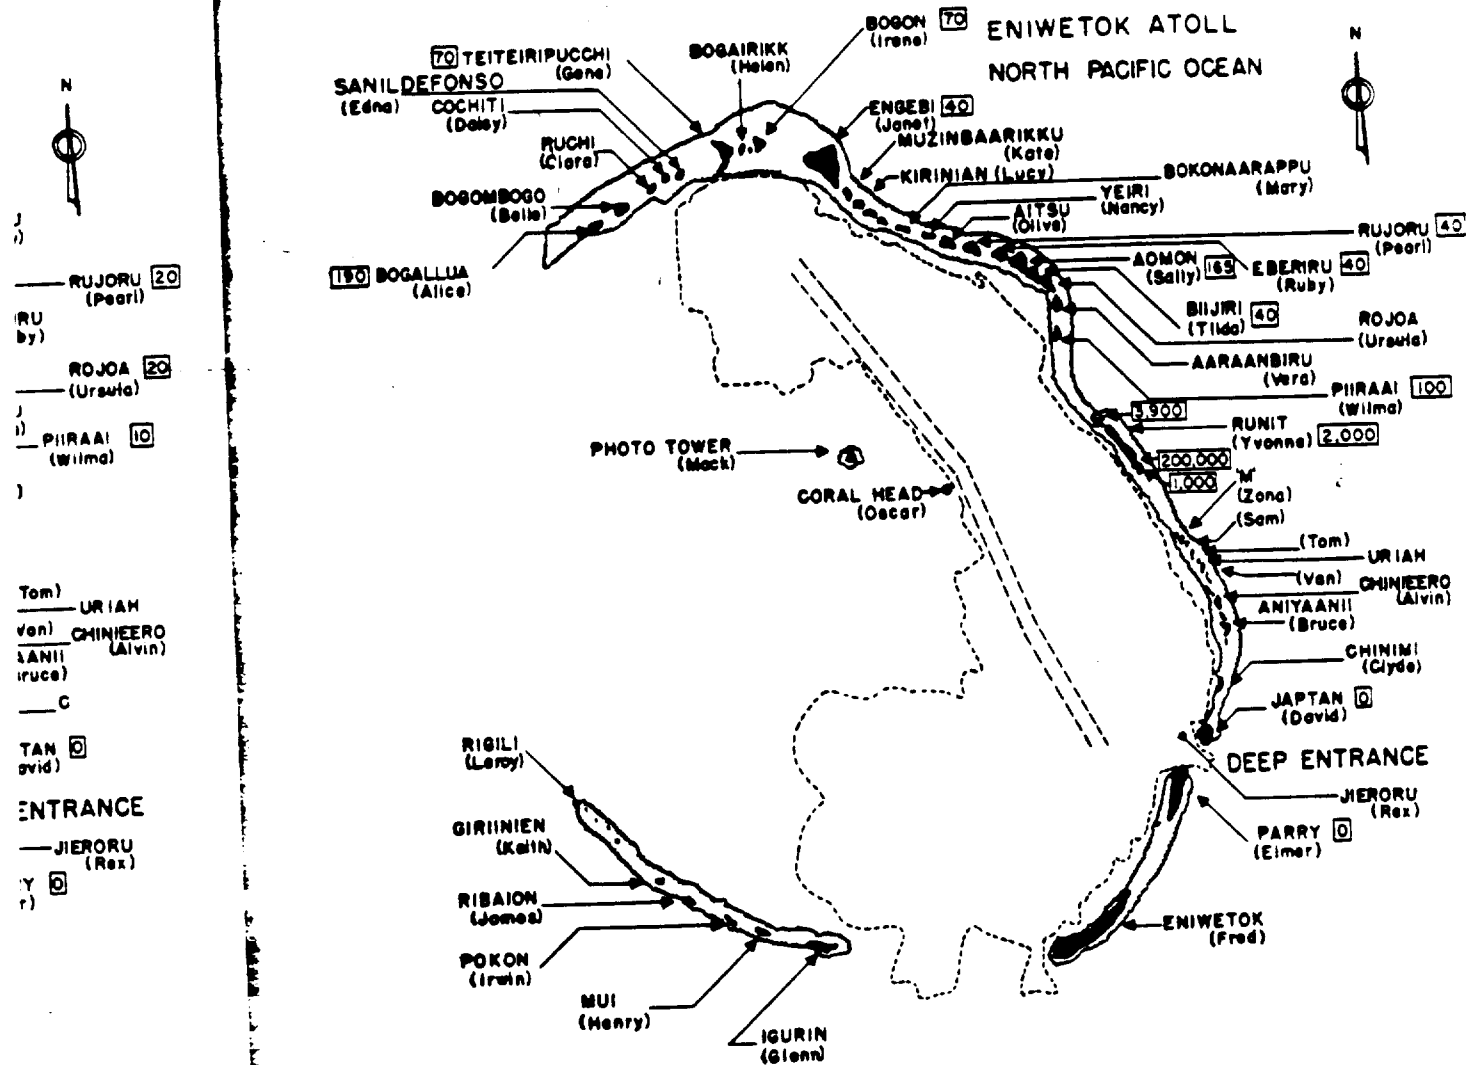 N
RUJORU 20
(Pearl)
RU
by)
ROJOA 20
(Ursula)
PIIRAAI 10
(Wilma)
Tom)
URIAH
Van) CHINIEERO
(Alvin)
AANII
ruce)
C
TAN 0
avid)
ENTRANCE
JIERORU
(Rex)
Y 0
r)
ENIWETOK ATOLL
NORTH PACIFIC OCEAN
N
BOGON 70
(Irene)
BOGAIRIKK
(Helen)
70 TEITEIRIPUCCHI
(Gene)
SANILDEFONSO
(Edna)
COCHITI
(Daisy)
RUCHI
(Clara)
BOGOMBOGO
(Belle)
190 BOGALLUA
(Alice)
ENGEBI 40
(Janet)
MUZINBAARIKKU
(Kate)
KIRINIAN (Lucy)
BOKONAARAPPU
(Mary)
YEIRI
(Nancy)
AITSU
(Olive)
RUJORU 40
(Pearl)
AOMON
(Sally) 165
EBERIRU 40
(Ruby)
BIIJIRI
(Tilda) 40
ROJOA
(Ursula)
AARAANBIRU
(Vera)
PIIRAAI 100
(Wilma)
3,900
RUNIT
(Yvonne) 2,000
200,000
1,000
"M"
(Zona)
(Sam)
(Tom)
URIAH
(Van)
CHINIEERO
(Alvin)
ANIYAANII
(Bruce)
CHINIMI
(Clyde)
JAPTAN 0
(David)
DEEP ENTRANCE
JIERORU
(Rex)
PARRY 0
(Elmer)
ENIWETOK
(Fred)
PHOTO TOWER
(Mack)
CORAL HEAD
(Oscar)
RIGILI
(Leroy)
GIRIINIEN
(Keith)
RIBAION
(James)
POKON
(Irwin)
MUI
(Henry)
IGURIN
(Glenn)